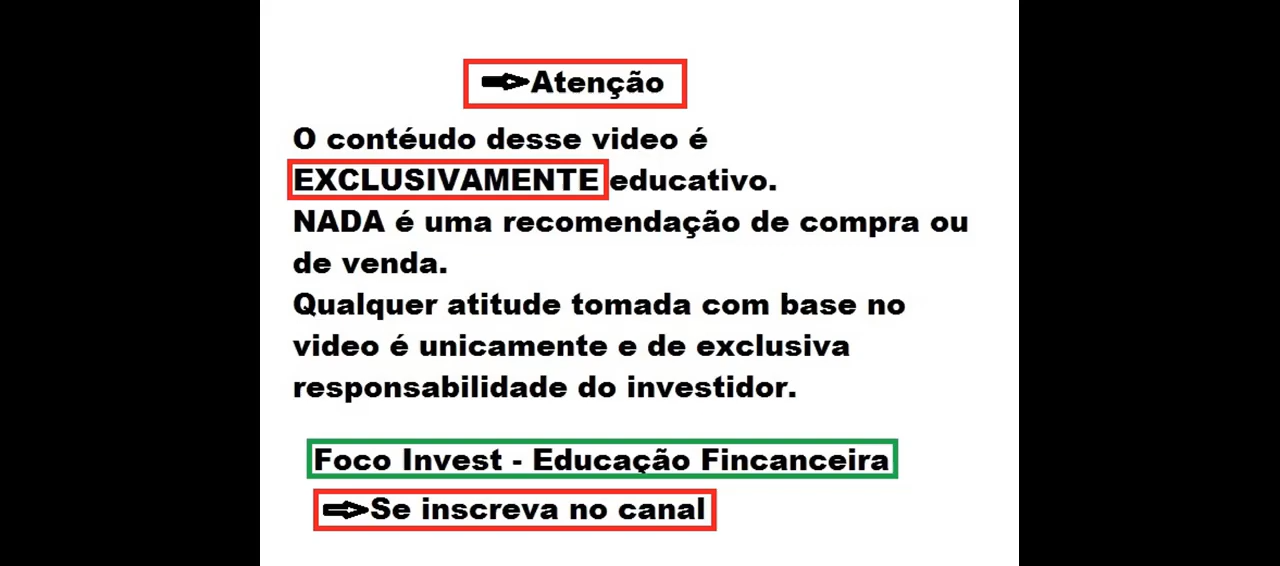 Atenção
O contéudo desse video é
EXCLUSIVAMENTE educativo.
NADA é uma recomendação de compra ou
de venda.
Qualquer atitude tomada com base no
video é unicamente e de exclusiva
responsabilidade do investidor.
Foco Invest - Educação Fincanceira
Se inscreva no canal